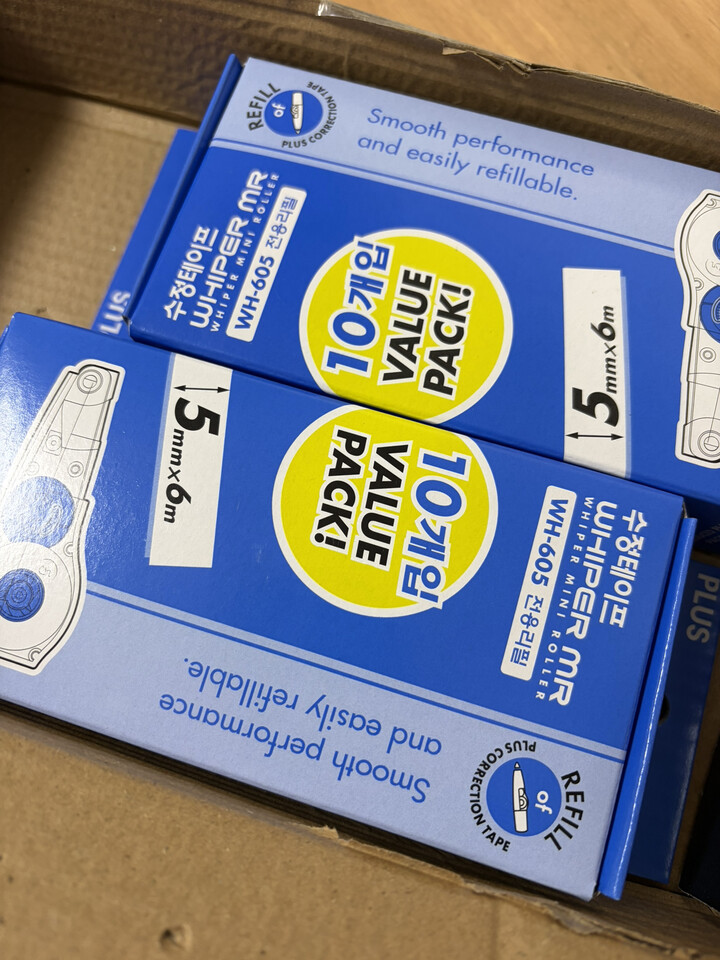 REFILL
of
PLUS CORRECTION TAPE
Smooth performance
and easily refillable.
수정테이프
WHIPER MR
WHIPER MINI ROLLER
WH-605 전용리필
10개입
VALUE
PACK!
5mm×6m
PLUS
5mm×6m
10개입
VALUE
PACK!
수정테이프
WHIPER MR
WHIPER MINI ROLLER
WH-605 전용리필
Smooth performance
and easily refillable.
REFILL
of
PLUS CORRECTION TAPE
PLUS